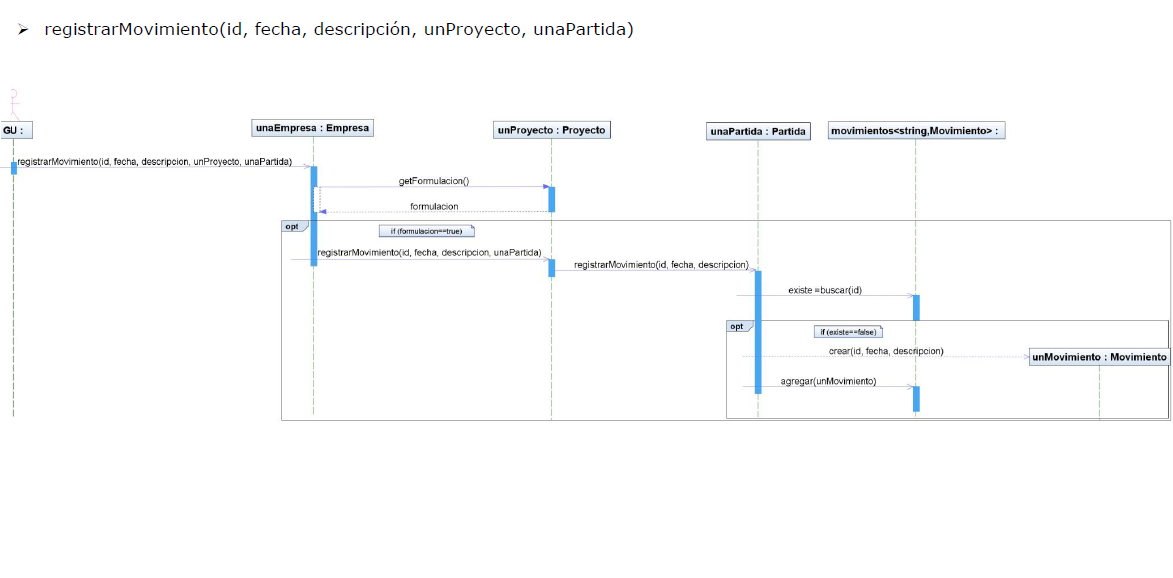 ➢ registrarMovimiento(id, fecha, descripción, unProyecto, unaPartida)
GU :
unaEmpresa : Empresa
unProyecto : Proyecto
unaPartida : Partida
movimientos<string,Movimiento> :
registrarMovimiento(id, fecha, descripcion, unProyecto, unaPartida)
getFormulacion()
formulacion
opt
if (formulacion==true)
registrarMovimiento(id, fecha, descripcion, unaPartida)
registrarMovimiento(id, fecha, descripcion)
existe =buscar(id)
opt
if (existe==false)
crear(id, fecha, descripcion)
unMovimiento : Movimiento
agregar(unMovimiento)